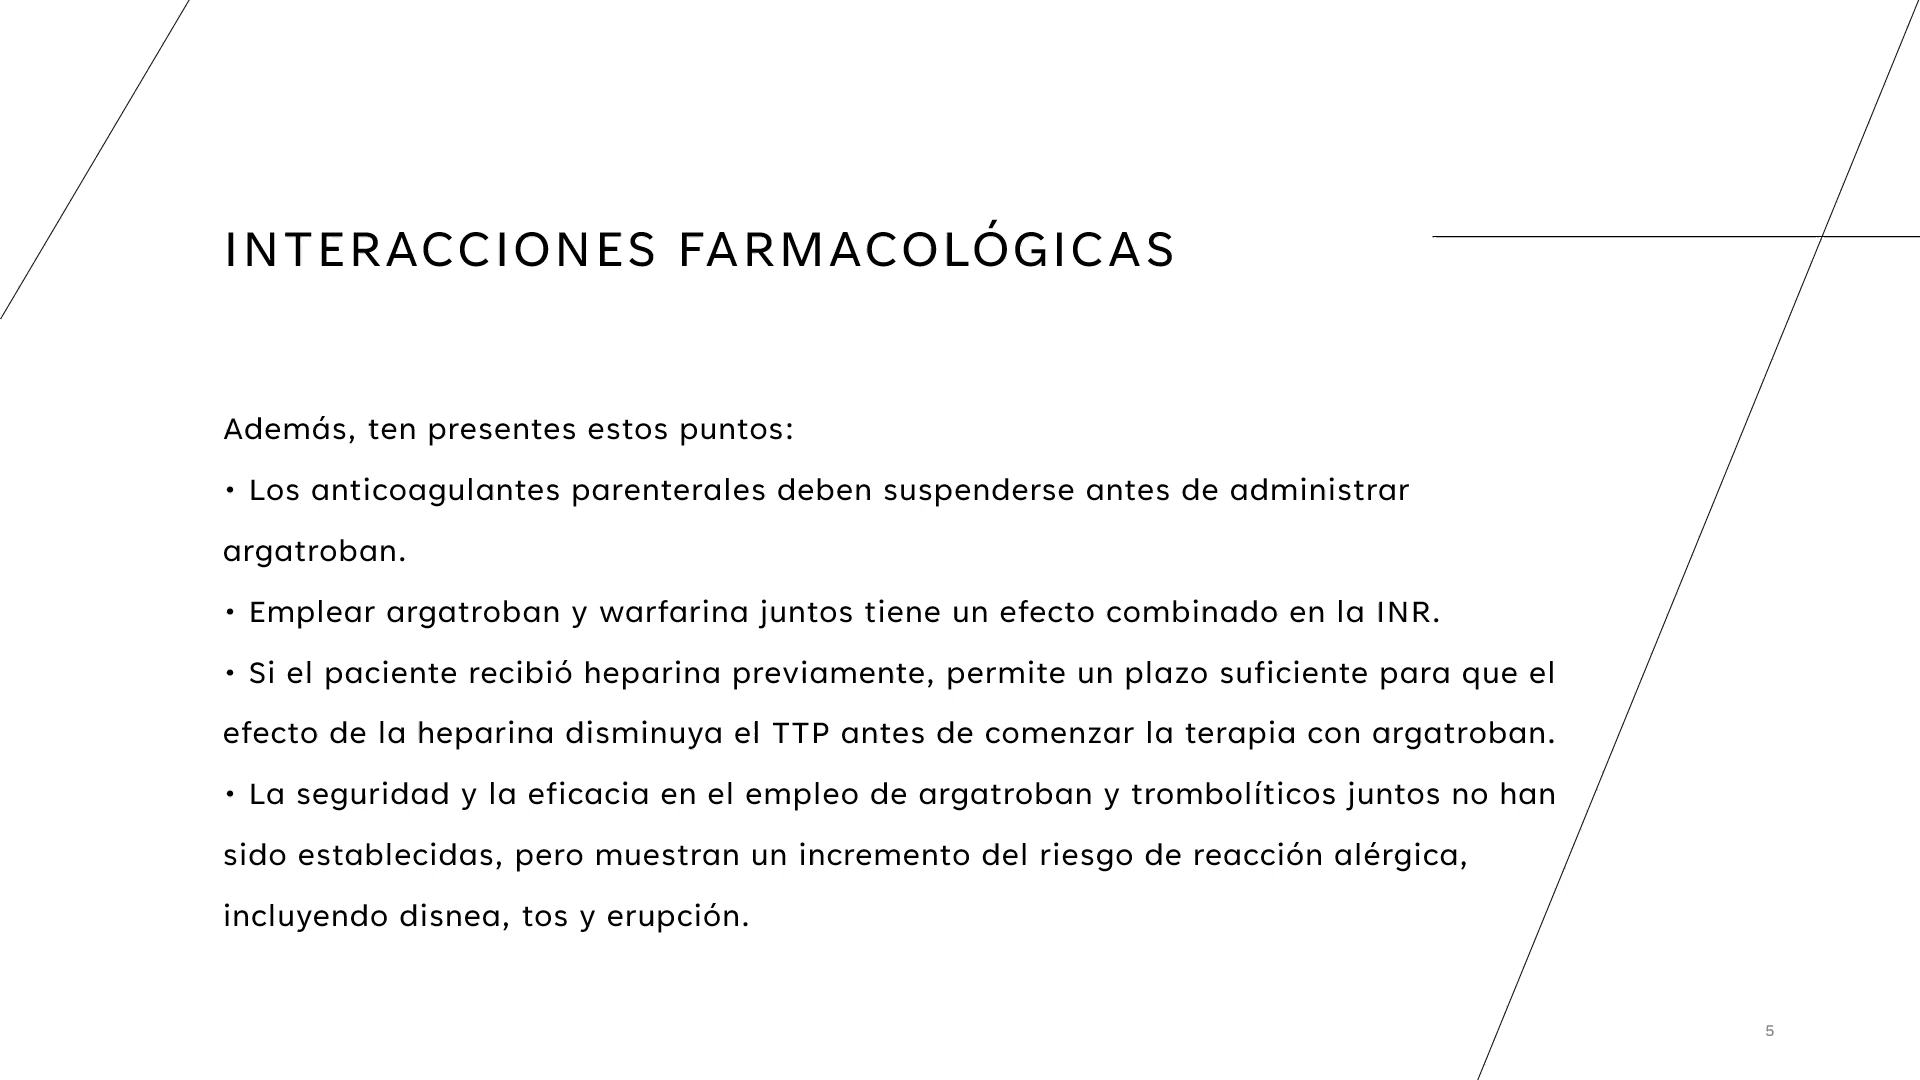 INTERACCIONES FARMACOLÓGICAS
Además, ten presentes estos puntos:
• Los anticoagulantes parenterales deben suspenderse antes de administrar
argatroban.
• Emplear argatroban y warfarina juntos tiene un efecto combinado en la INR.
• Si el paciente recibió heparina previamente, permite un plazo suficiente para que el
efecto de la heparina disminuya el TTP antes de comenzar la terapia con argatroban.
• La seguridad y la eficacia en el empleo de argatroban y trombolíticos juntos no han
sido establecidas, pero muestran un incremento del riesgo de reacción alérgica,
incluyendo disnea, tos y erupción.
5